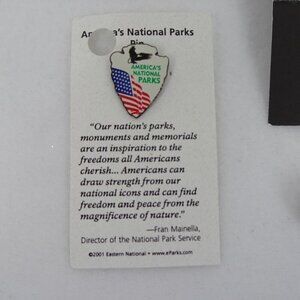 America's National Parks
Pin
AMERICA'S
NATIONAL
PARKS
"Our nation's parks,
monuments and memorials
are an inspiration to the
freedoms all Americans
cherish... Americans can
draw strength from our
national icons and can find
freedom and peace from the
magnificence of nature."
—Fran Mainella,
Director of the National Park Service
©2001 Eastern National • www.eParks.com